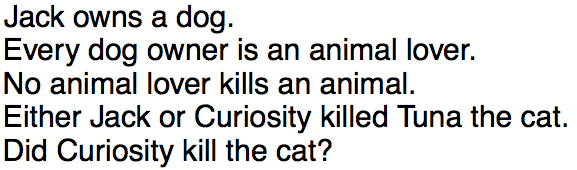 Jack owns a dog.
Every dog owner is an animal lover.
No animal lover kills an animal.
Either Jack or Curiosity killed Tuna the cat.
Did Curiosity kill the cat?